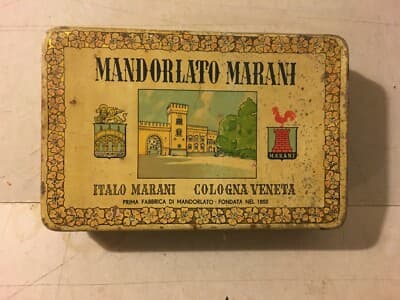 MANDORLATO MARANI
MARANI
ITALO MARANI COLOGNA VENETA
PRIMA FABBRICA DI MANDORLATO · FONDATA NEL 1852